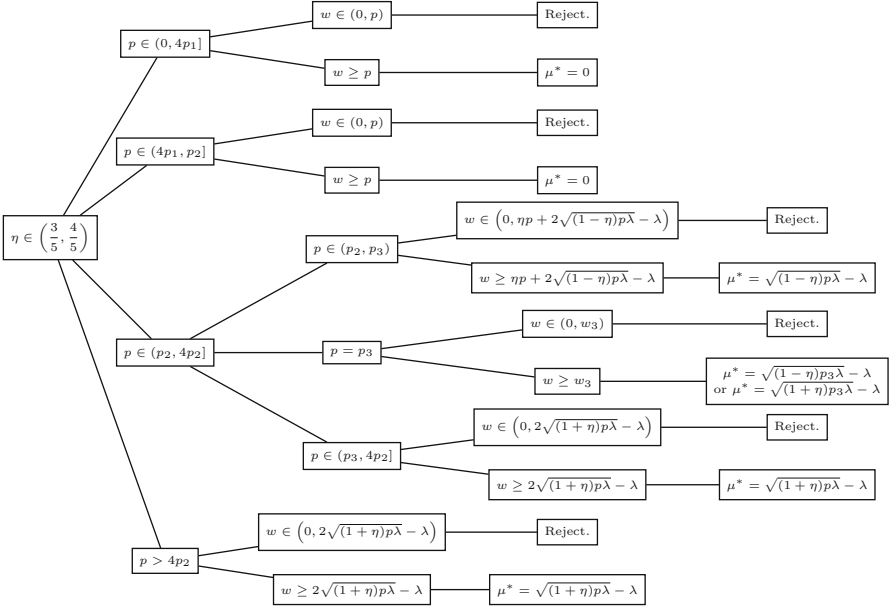 w ∈ (0, p)
Reject.
p ∈ (0, 4p₁]
w ≥ p
μ* = 0
w ∈ (0, p)
Reject.
p ∈ (4p₁, p₂]
w ≥ p
μ* = 0
η ∈ (3/5, 4/5)
w ∈ (0, ηp + 2√((1 − η)pλ) − λ)
Reject.
p ∈ (p₂, p₃)
w ≥ ηp + 2√((1 − η)pλ) − λ
μ* = √((1 − η)pλ) − λ
p ∈ (p₂, 4p₂]
w ∈ (0, w₃)
Reject.
p = p₃
w ≥ w₃
μ* = √((1 − η)p₃λ) − λ
or μ* = √((1 + η)p₃λ) − λ
w ∈ (0, 2√((1 + η)pλ) − λ)
Reject.
p ∈ (p₃, 4p₂]
w ≥ 2√((1 + η)pλ) − λ
μ* = √((1 + η)pλ) − λ
w ∈ (0, 2√((1 + η)pλ) − λ)
Reject.
p > 4p₂
w ≥ 2√((1 + η)pλ) − λ
μ* = √((1 + η)pλ) − λ